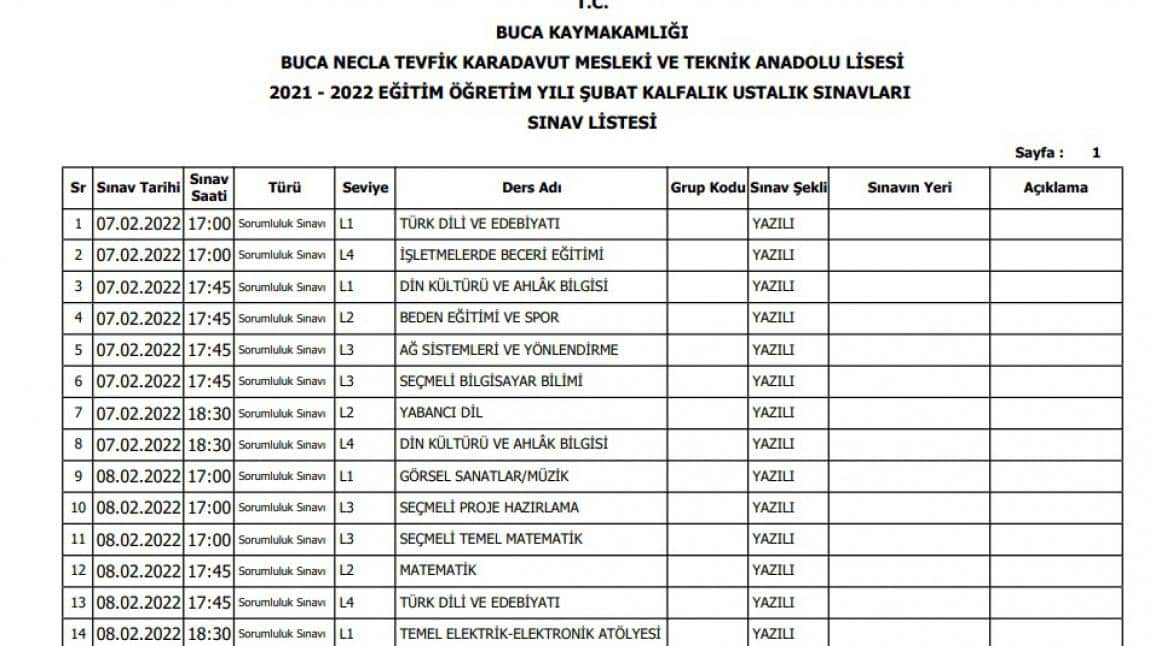 T.C.
BUCA KAYMAKAMLIĞI
BUCA NECLA TEVFİK KARADAVUT MESLEKİ VE TEKNİK ANADOLU LİSESİ
2021 - 2022 EĞİTİM ÖĞRETİM YILI ŞUBAT KALFALIK USTALIK SINAVLARI
SINAV LİSTESİ
Sayfa : 1
Sr Sınav Tarihi Sınav Saati Türü Seviye Ders Adı Grup Kodu Sınav Şekli Sınavın Yeri Açıklama
1 07.02.2022 17:00 Sorumluluk Sınavı L1 TÜRK DİLİ VE EDEBİYATI YAZILI
2 07.02.2022 17:00 Sorumluluk Sınavı L4 İŞLETMELERDE BECERİ EĞİTİMİ YAZILI
3 07.02.2022 17:45 Sorumluluk Sınavı L1 DİN KÜLTÜRÜ VE AHLÂK BİLGİSİ YAZILI
4 07.02.2022 17:45 Sorumluluk Sınavı L2 BEDEN EĞİTİMİ VE SPOR YAZILI
5 07.02.2022 17:45 Sorumluluk Sınavı L3 AĞ SİSTEMLERİ VE YÖNLENDİRME YAZILI
6 07.02.2022 17:45 Sorumluluk Sınavı L3 SEÇMELİ BİLGİSAYAR BİLİMİ YAZILI
7 07.02.2022 18:30 Sorumluluk Sınavı L2 YABANCI DİL YAZILI
8 07.02.2022 18:30 Sorumluluk Sınavı L4 DİN KÜLTÜRÜ VE AHLÂK BİLGİSİ YAZILI
9 08.02.2022 17:00 Sorumluluk Sınavı L1 GÖRSEL SANATLAR/MÜZİK YAZILI
10 08.02.2022 17:00 Sorumluluk Sınavı L3 SEÇMELİ PROJE HAZIRLAMA YAZILI
11 08.02.2022 17:00 Sorumluluk Sınavı L3 SEÇMELİ TEMEL MATEMATİK YAZILI
12 08.02.2022 17:45 Sorumluluk Sınavı L2 MATEMATİK YAZILI
13 08.02.2022 17:45 Sorumluluk Sınavı L4 TÜRK DİLİ VE EDEBİYATI YAZILI
14 08.02.2022 18:30 Sorumluluk Sınavı L1 TEMEL ELEKTRİK-ELEKTRONİK ATÖLYESİ YAZILI